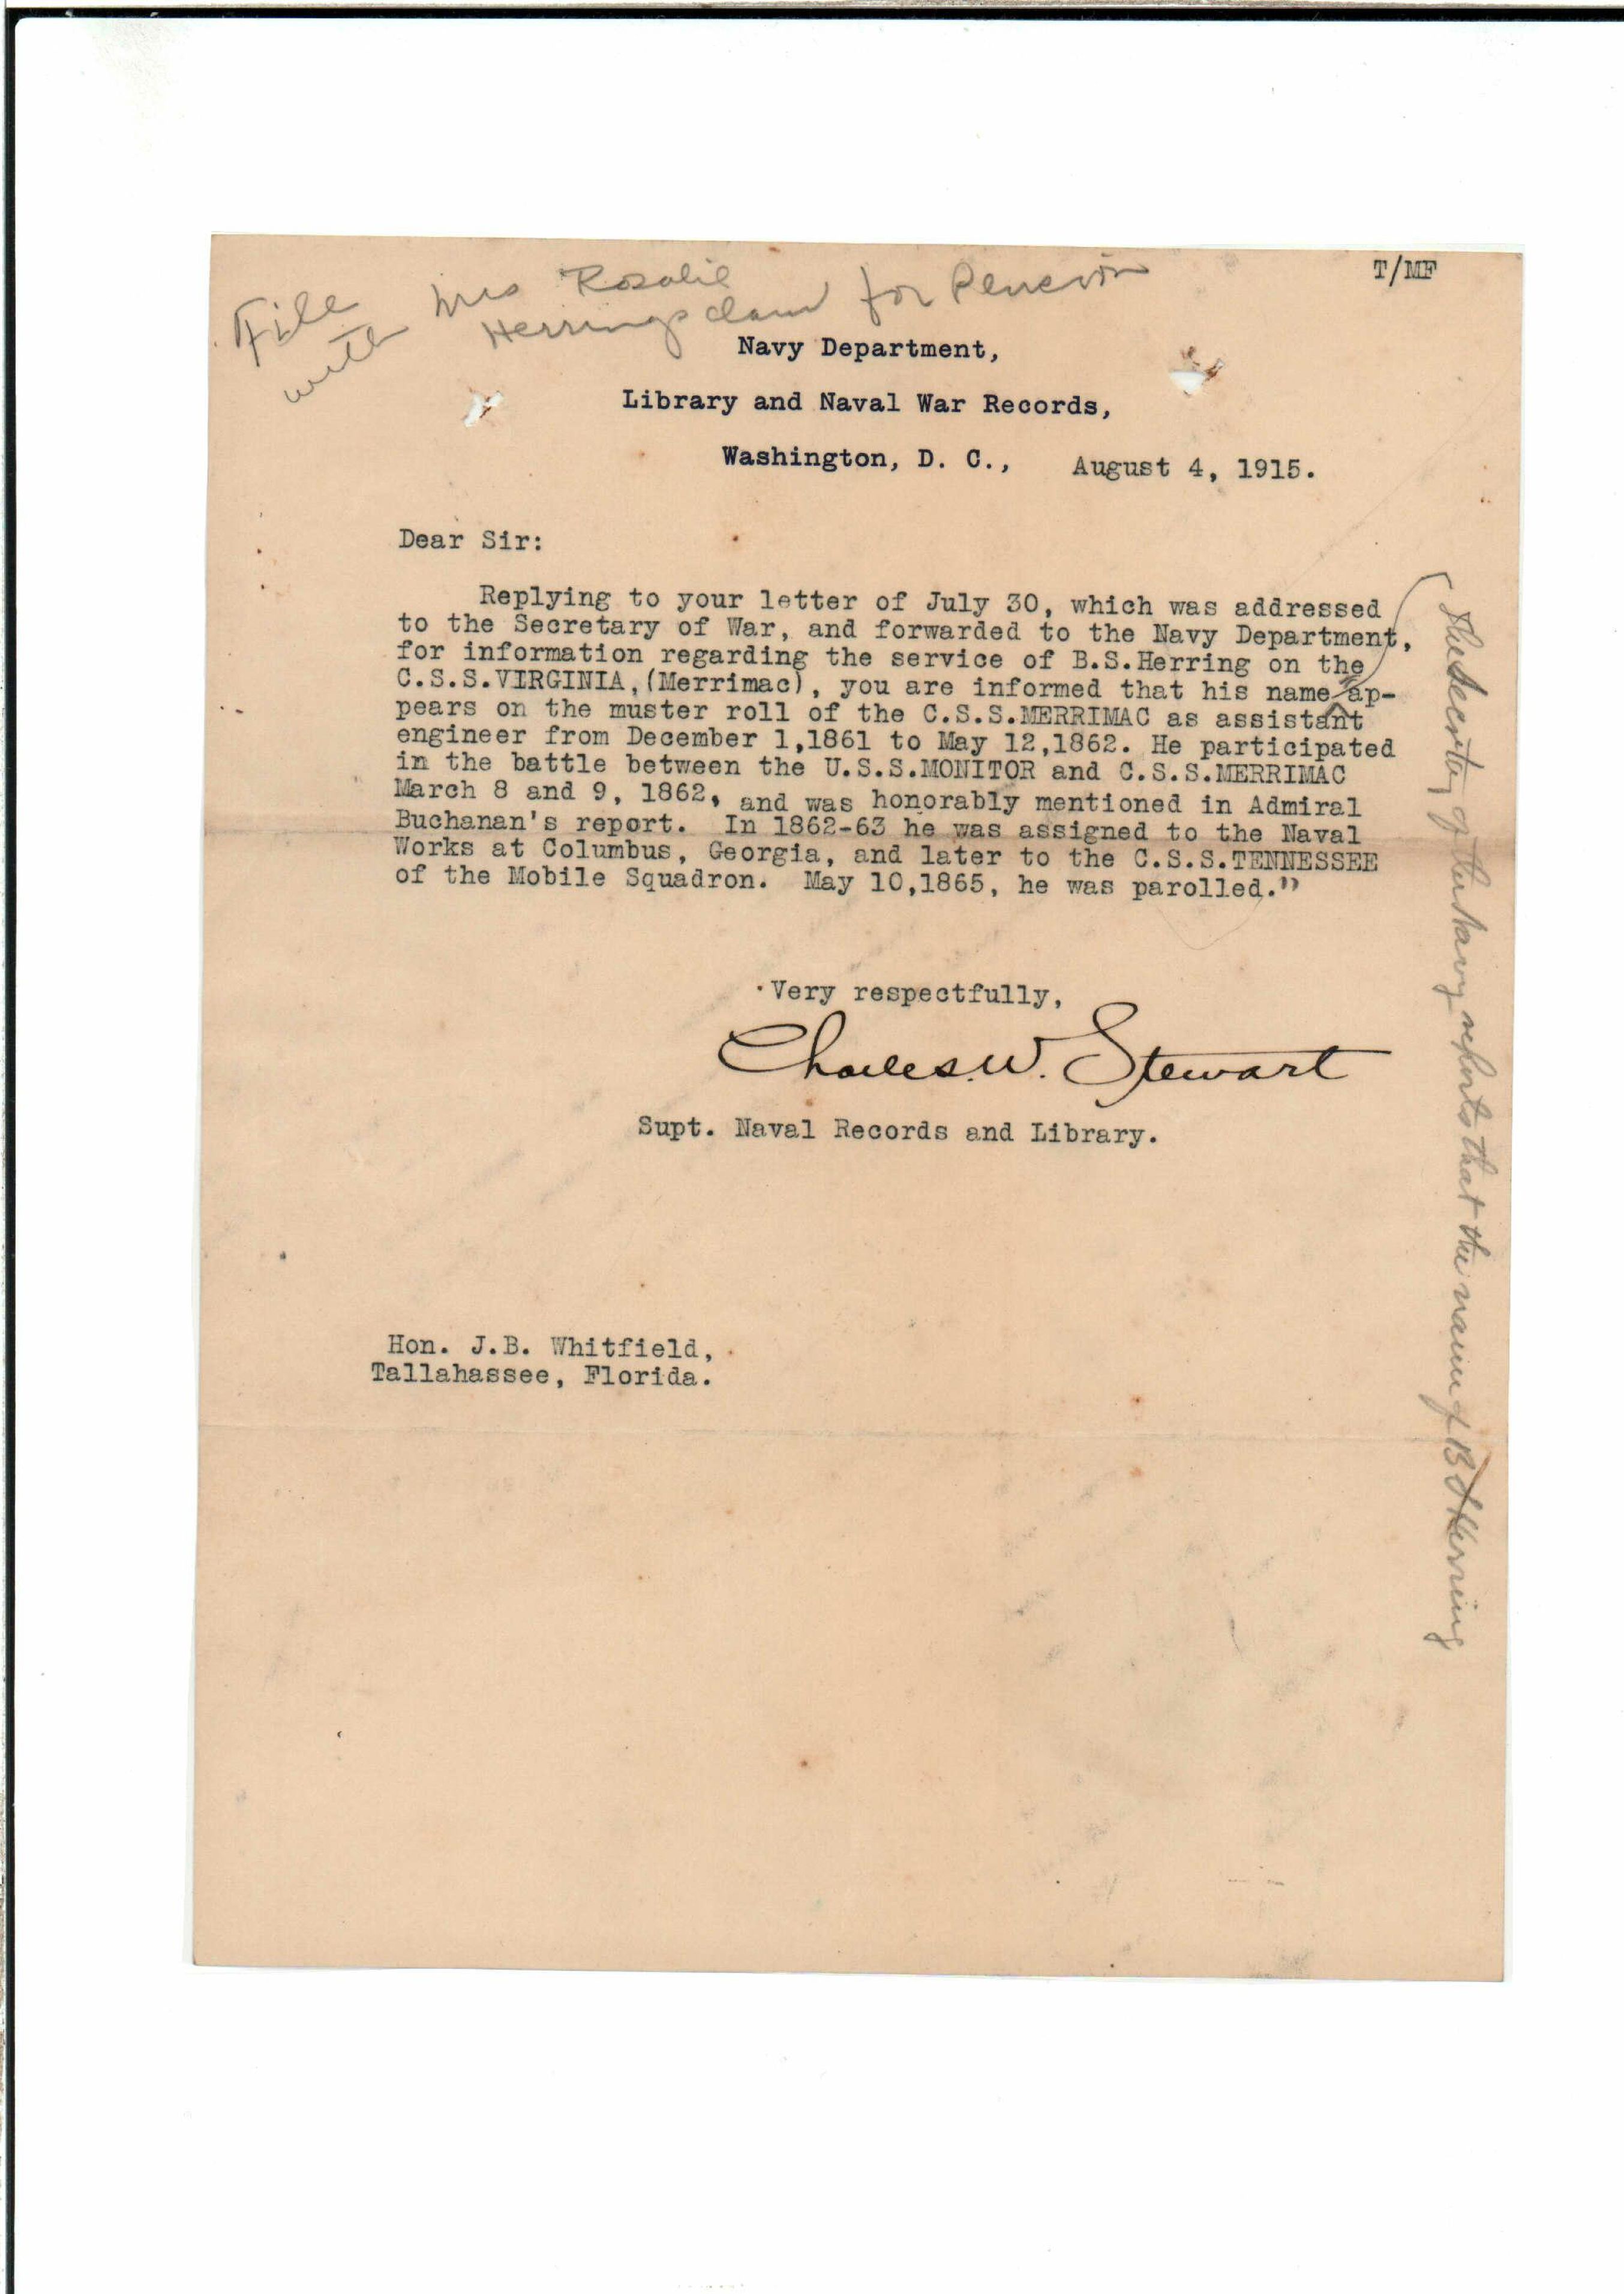 T/MF
File with Mrs Rosalie
Herrings claim for Pension
Navy Department,
Library and Naval War Records,
Washington, D. C., August 4, 1915.
Dear Sir:
Replying to your letter of July 30, which was addressed
to the Secretary of War, and forwarded to the Navy Department,
for information regarding the service of B.S.Herring on the
C.S.S.VIRGINIA,(Merrimac), you are informed that his name ap-
pears on the muster roll of the C.S.S.MERRIMAC as assistant
engineer from December 1,1861 to May 12,1862. He participated
in the battle between the U.S.S.MONITOR and C.S.S.MERRIMAC
March 8 and 9, 1862, and was honorably mentioned in Admiral
Buchanan's report. In 1862-63 he was assigned to the Naval
Works at Columbus, Georgia, and later to the C.S.S.TENNESSEE
of the Mobile Squadron. May 10,1865, he was parolled."
Very respectfully,
Charles.W. Stewart
Supt. Naval Records and Library.
Hon. J.B. Whitfield,
Tallahassee, Florida.
of the Navy reports that the name of B S Herring